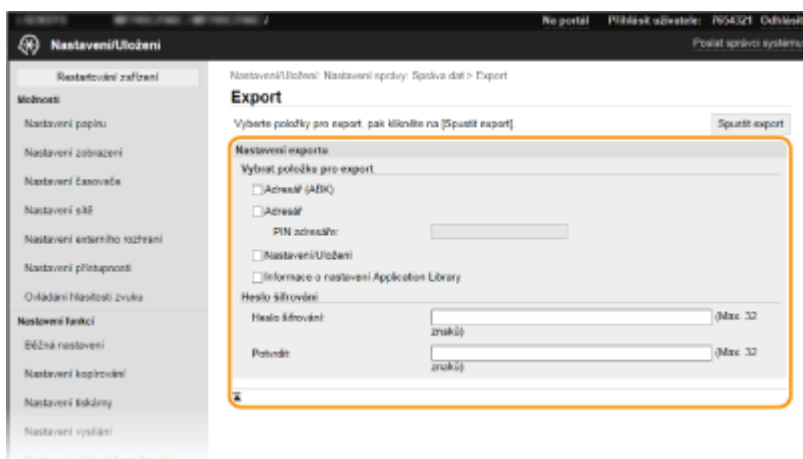 Na portál Přihlásit uživatele: 7654321 Odhlásit
Nastavení/Uložení
Poslat správci systému
Restartování zařízení
Možnosti
Nastavení papíru
Nastavení zobrazení
Nastavení časovače
Nastavení sítě
Nastavení externího rozhraní
Nastavení přístupnosti
Ovládání hlasitosti zvuku
Nastavení funkcí
Běžná nastavení
Nastavení kopírování
Nastavení tiskárny
Nastavení vysílání
Nastavení/Uložení: Nastavení správy: Správa dat > Export
Export
Vyberte položky pro export, pak klikněte na [Spustit export].
Spustit export
Nastavení exportu
Vybrat položku pro export
Adresář (ABK)
Adresář
PIN adresáře:
Nastavení/Uložení
Informace o nastavení Application Library
Heslo šifrování
Heslo šifrování:
(Max. 32
znaků)
Potvrdit:
(Max. 32
znaků)